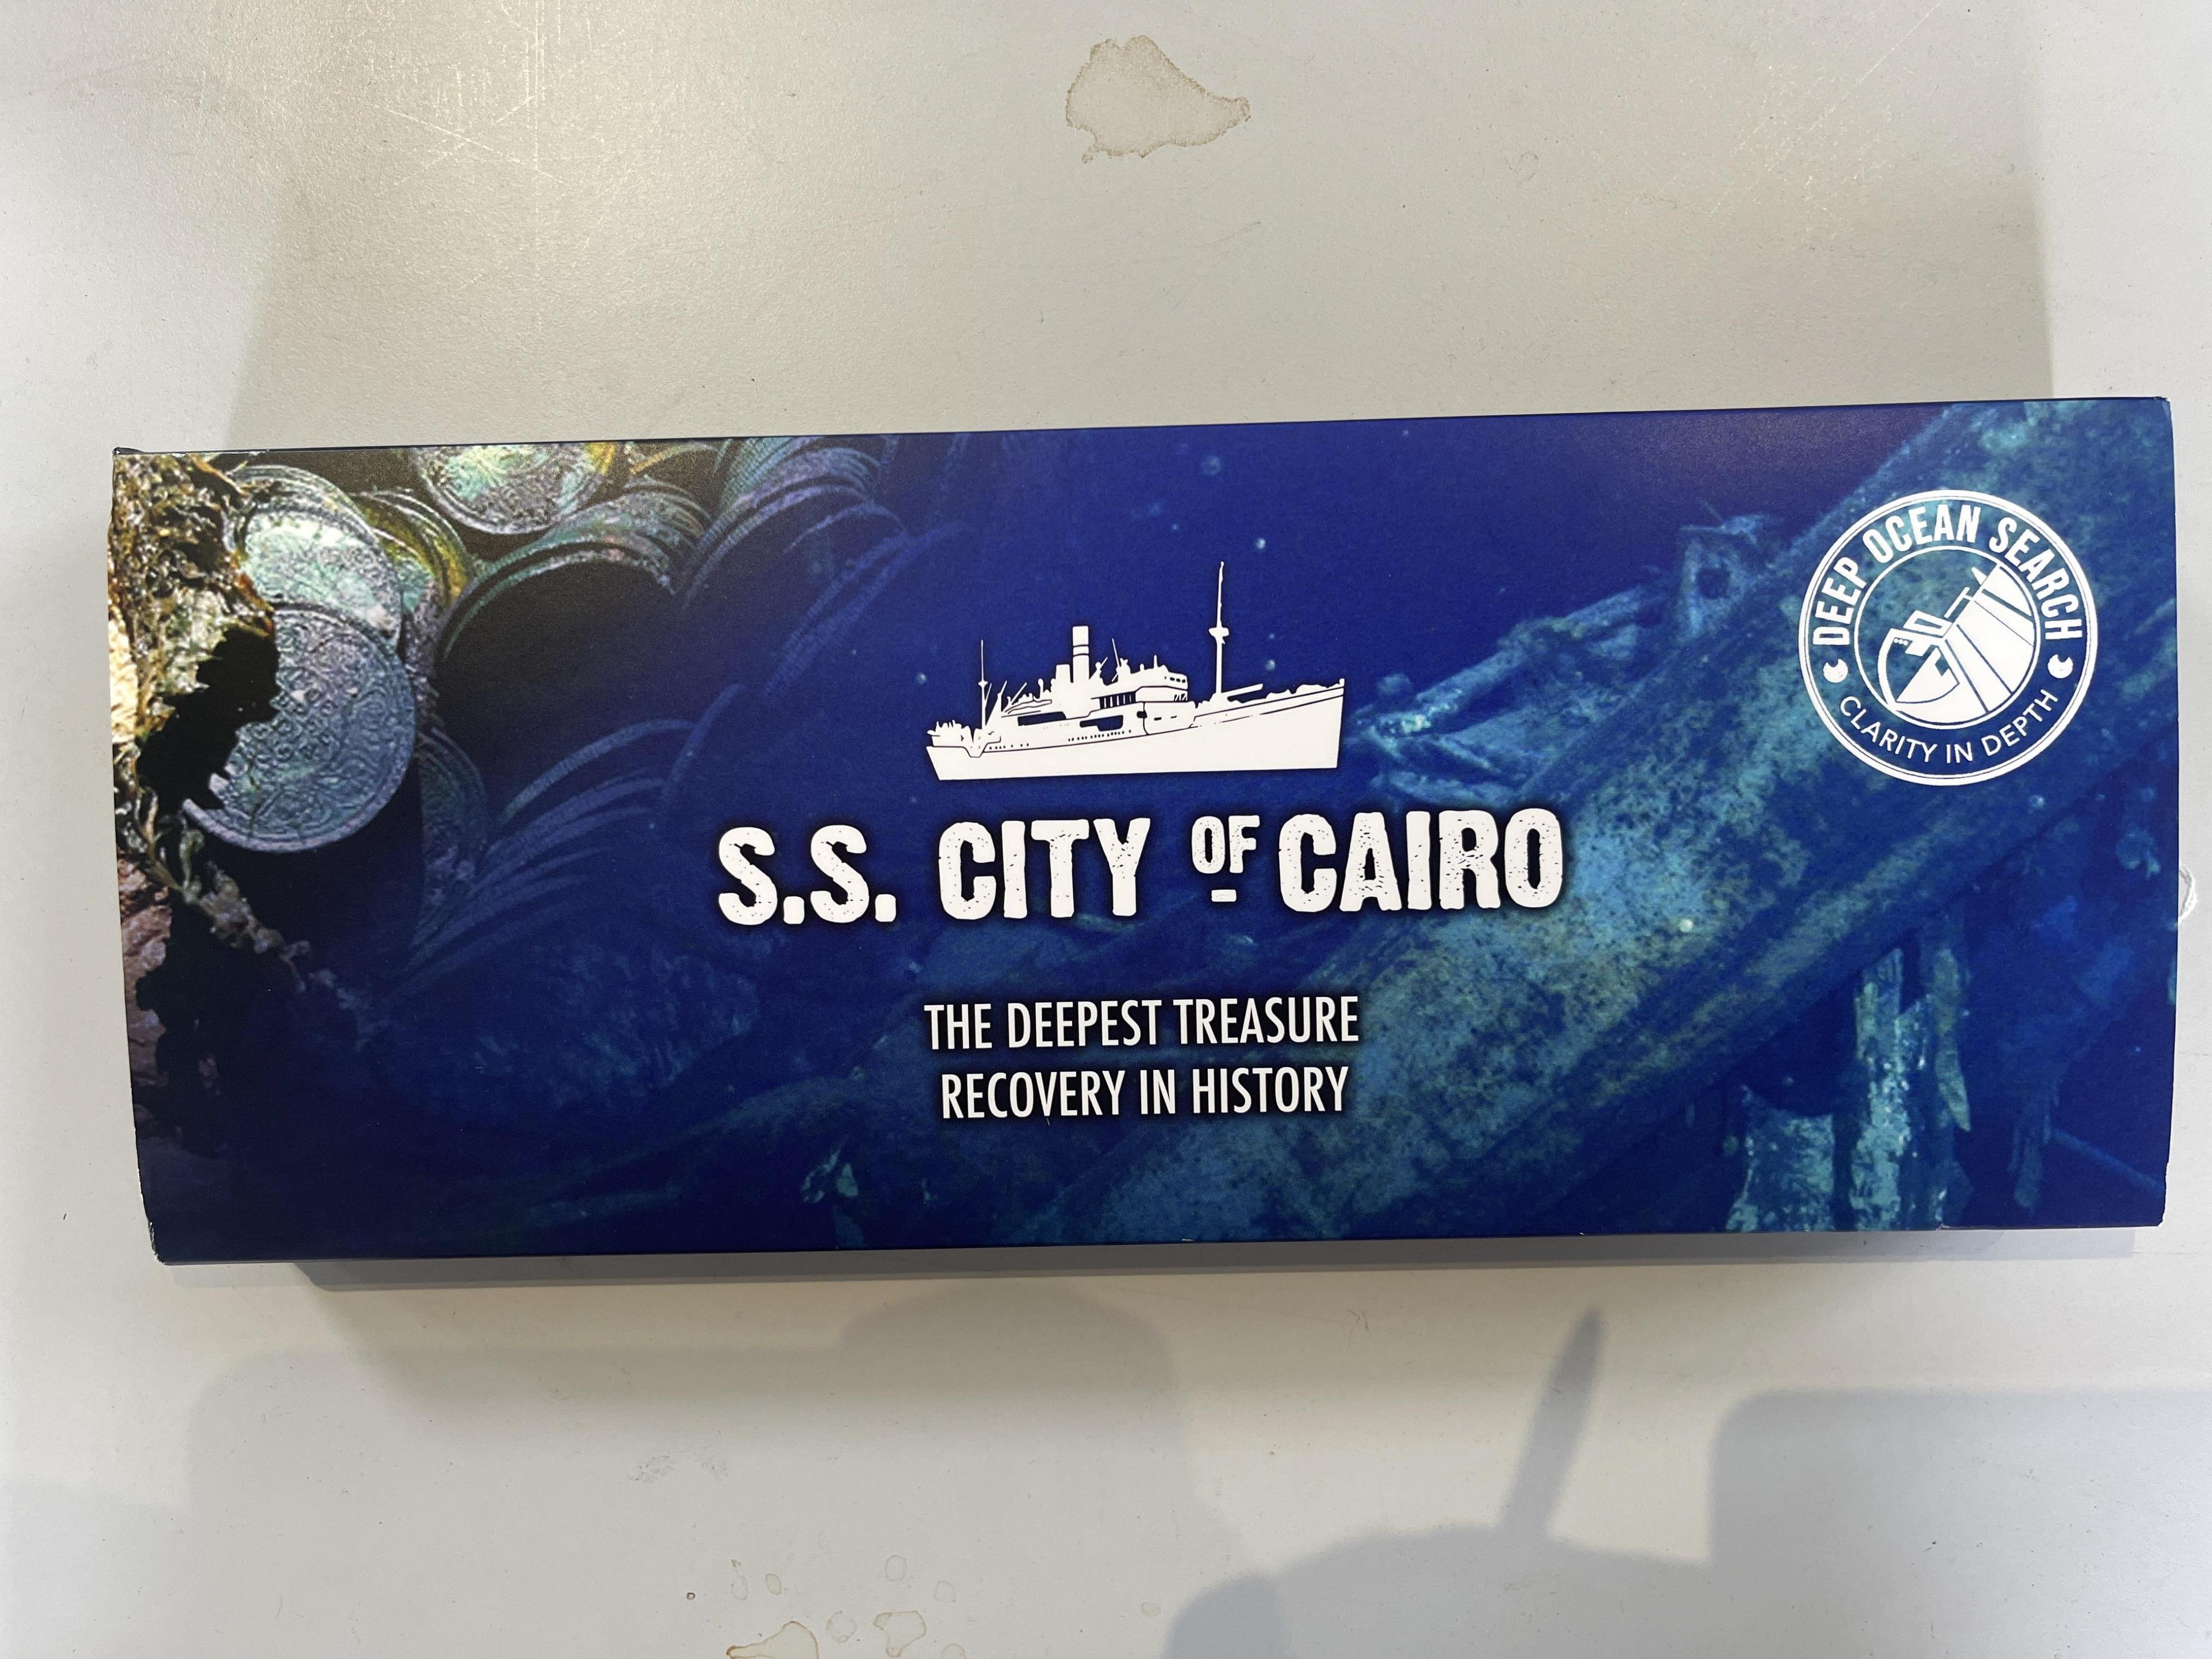 DEEP OCEAN SEARCH
CLARITY IN DEPTH
S.S. CITY OF CAIRO
THE DEEPEST TREASURE
RECOVERY IN HISTORY